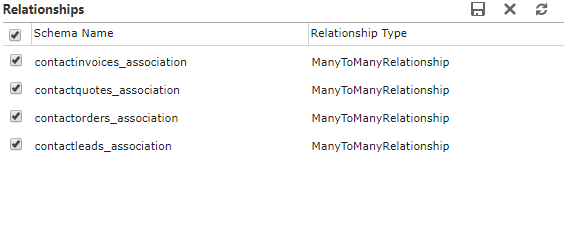 Relationships
Schema Name Relationship Type
contactinvoices_association ManyToManyRelationship
contactquotes_association ManyToManyRelationship
contactorders_association ManyToManyRelationship
contactleads_association ManyToManyRelationship